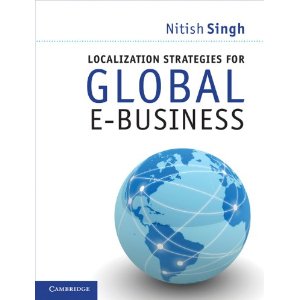 Nitish Singh
LOCALIZATION STRATEGIES FOR
GLOBAL
E-BUSINESS
CAMBRIDGE